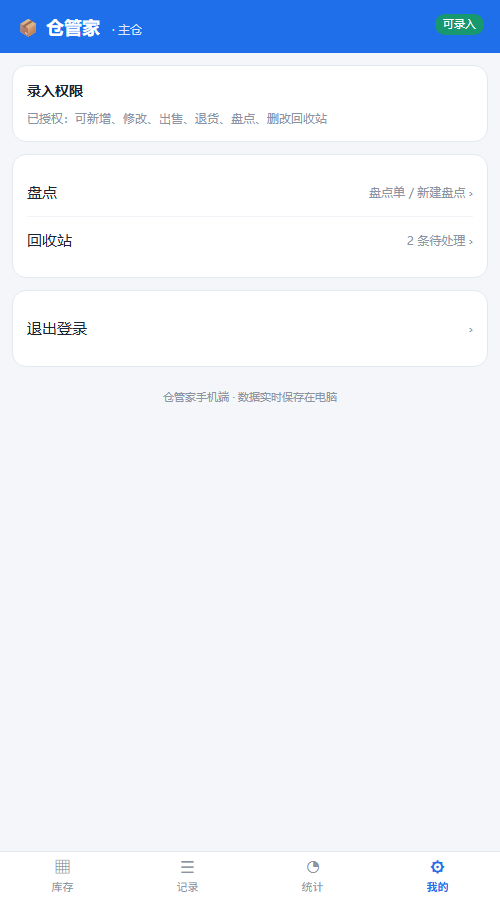 仓管家 · 主仓
可录入
录入权限
已授权：可新增、修改、出售、退货、盘点、删改回收站
盘点 盘点单 / 新建盘点 ›
回收站 2 条待处理 ›
退出登录 ›
仓管家手机端 · 数据实时保存在电脑
库存 记录 统计 我的